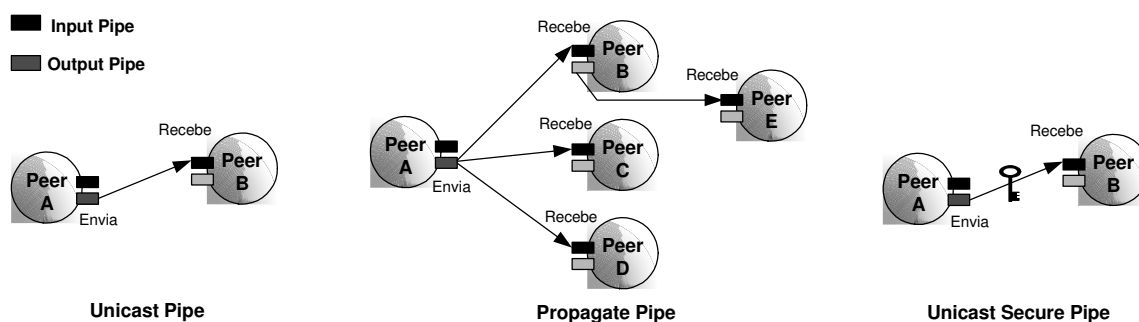 Input Pipe
Output Pipe
Recebe
Peer
B
Peer
A
Envia
Unicast Pipe
Recebe
Peer
B
Recebe
Peer
E
Peer
A
Envia
Recebe
Peer
C
Recebe
Peer
D
Propagate Pipe
Recebe
Peer
B
Peer
A
Envia
Unicast Secure Pipe